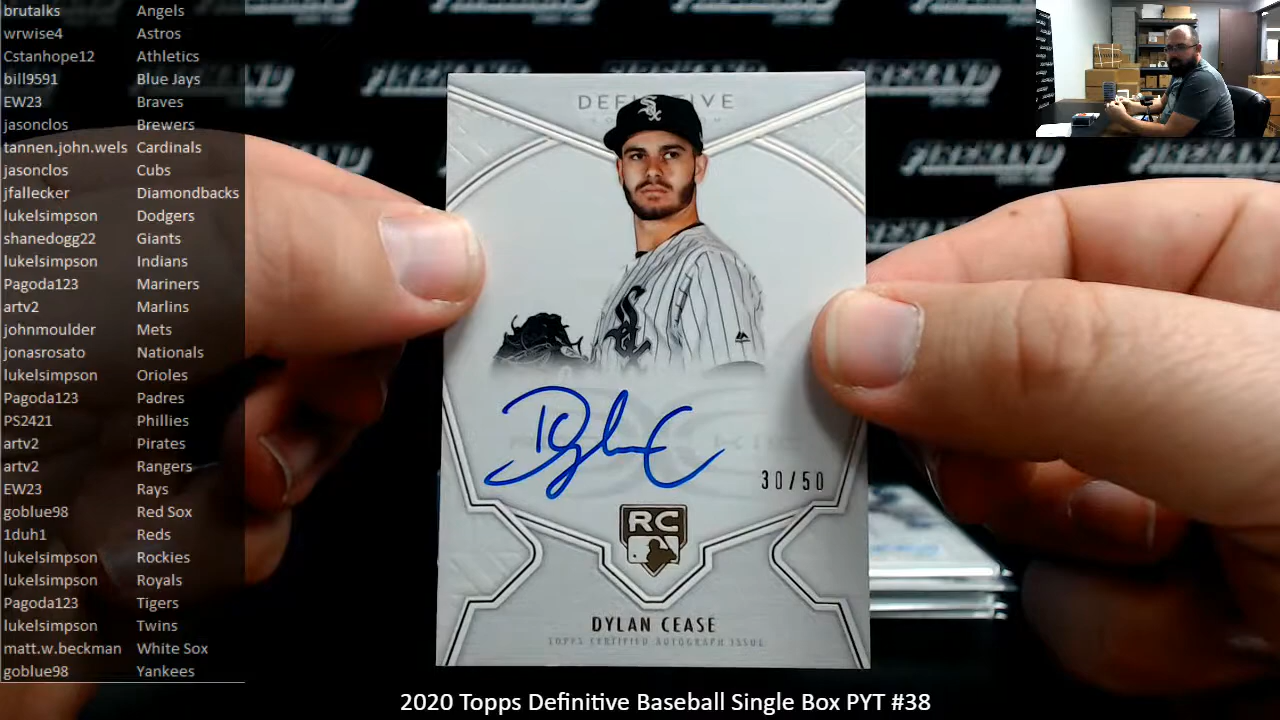 brutalks Angels
wrwise4 Astros
Cstanhope12 Athletics
bill9591 Blue Jays
EW23 Braves
jasonclos Brewers
tannen.john.wels Cardinals
jasonclos Cubs
jfallecker Diamondbacks
lukelsimpson Dodgers
shanedogg22 Giants
lukelsimpson Indians
Pagoda123 Mariners
artv2 Marlins
johnmoulder Mets
jonasrosato Nationals
lukelsimpson Orioles
Pagoda123 Padres
PS2421 Phillies
artv2 Pirates
artv2 Rangers
EW23 Rays
goblue98 Red Sox
1duh1 Reds
lukelsimpson Rockies
lukelsimpson Royals
Pagoda123 Tigers
lukelsimpson Twins
matt.w.beckman White Sox
goblue98 Yankees
Sox
Sox
30/50
RC
DYLAN CEASE
TOPPS CERTIFIED AUTOGRAPH ISSUE
2020 Topps Definitive Baseball Single Box PYT #38